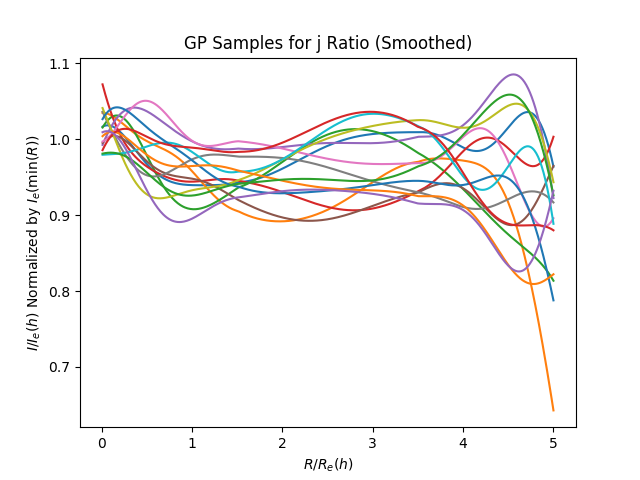 GP Samples for j Ratio (Smoothed)
I/I_e(h) Normalized by I_e(min(R))
1.1
1.0
0.9
0.8
0.7
0 1 2 3 4 5
R/R_e(h)